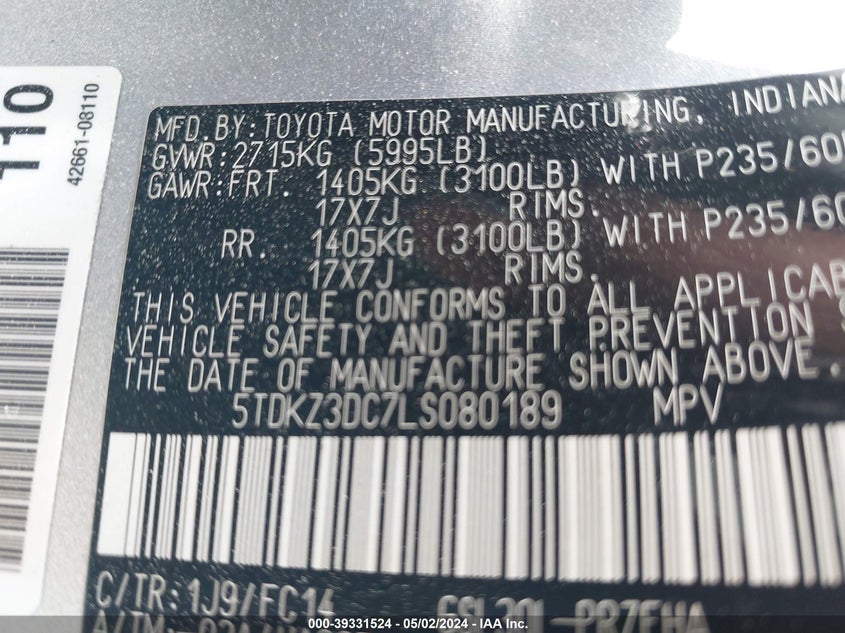 110
42661-08110
MFD. BY: TOYOTA MOTOR MANUFACTURING, INDIANA
GVWR: 2715KG (5995LB)
GAWR: FRT. 1405KG (3100LB) WITH P235/60
17X7J RIMS.
RR. 1405KG (3100LB) WITH P235/60
17X7J RIMS.
THIS VEHICLE CONFORMS TO ALL APPLICAB
VEHICLE SAFETY AND THEFT PREVENTION S
THE DATE OF MANUFACTURE SHOWN ABOVE.
5TDKZ3DC7LS080189 MPV
C/TR: 1J9/FC14
GSL30L-PRZEHA
000-39331524 - 05/02/2024 - IAA, Inc.